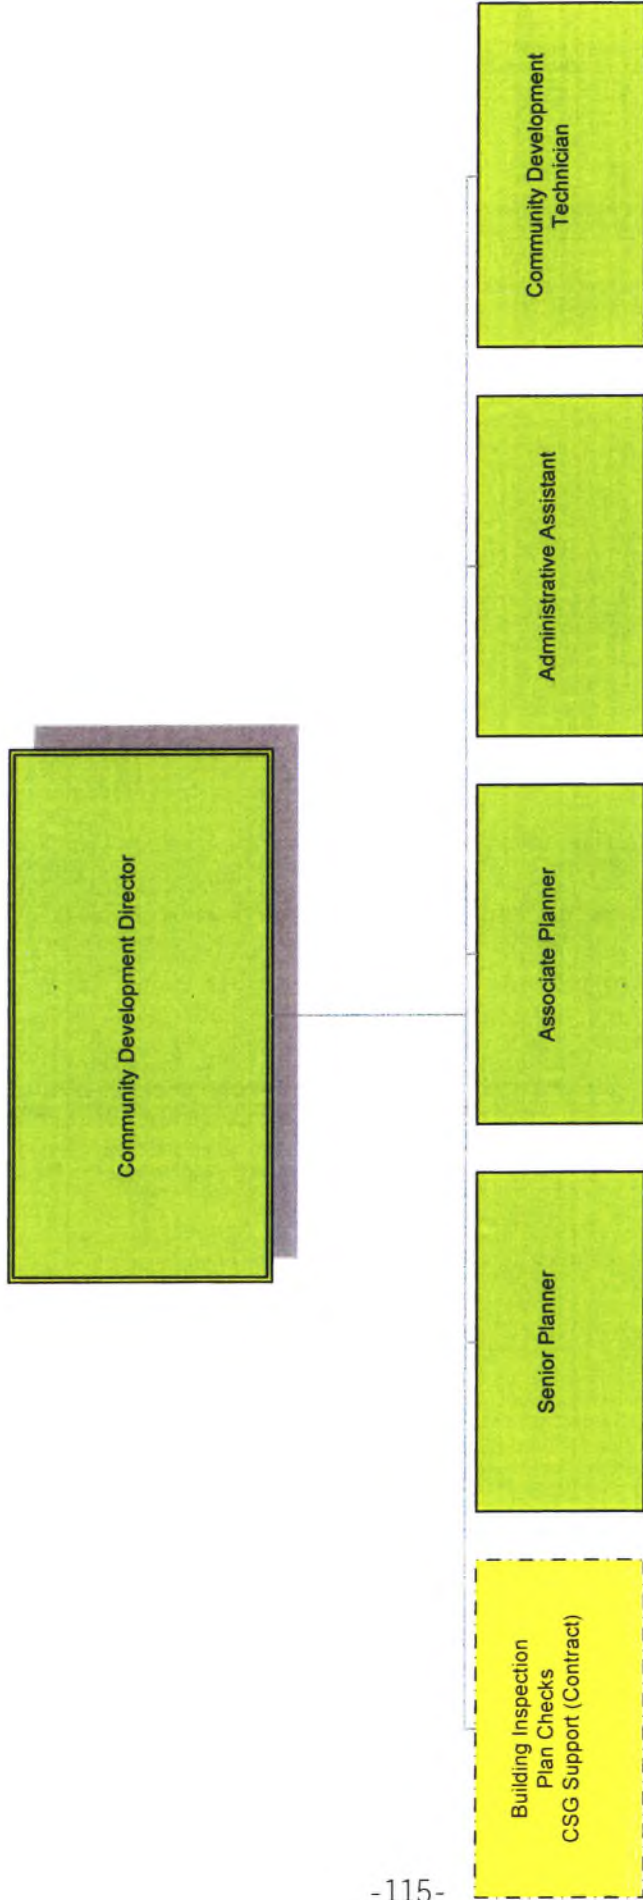 Community Development Director
Building Inspection
Plan Checks
CSG Support (Contract)
Senior Planner
Associate Planner
Administrative Assistant
Community Development
Technician
-115-